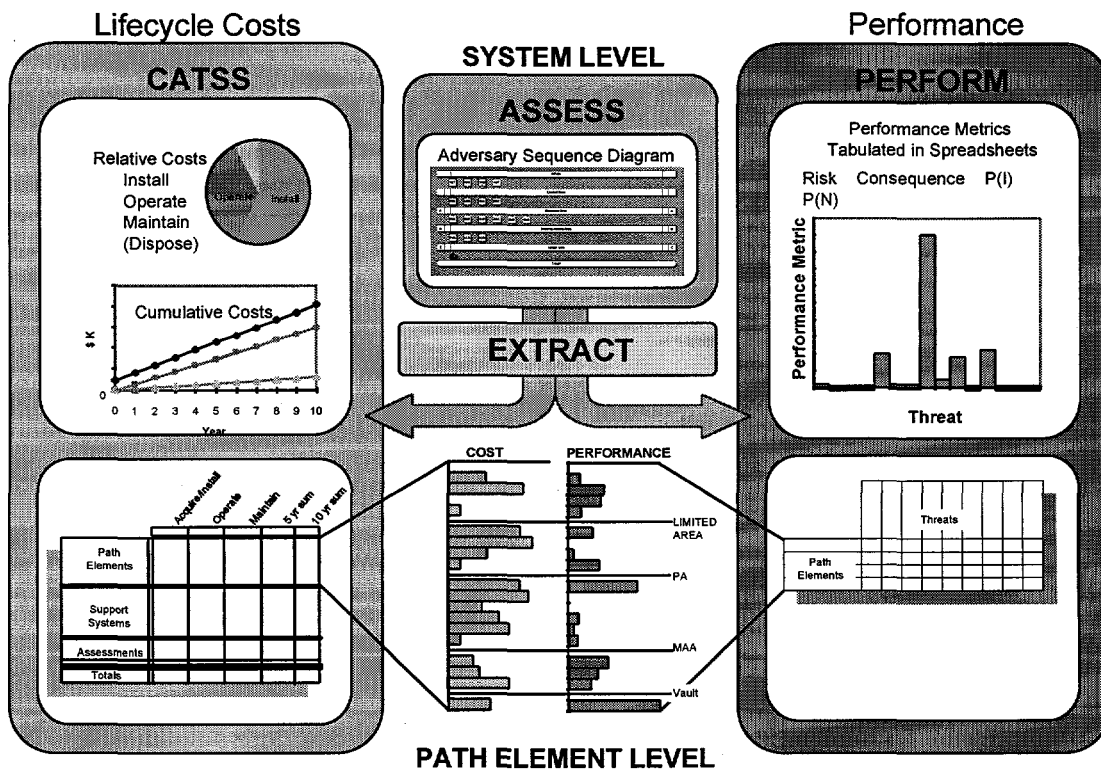 Lifecycle Costs
CATSS
Relative Costs
Install
Operate
Maintain
(Dispose)
Operate
Install
Cumulative Costs
$ K
0
0 1 2 3 4 5 6 7 8 9 10
Year
Acquire/Install
Operate
Maintain
5 yr sum
10 yr sum
Path
Elements
Support
Systems
Assessments
Totals
SYSTEM LEVEL
ASSESS
Adversary Sequence Diagram
EXTRACT
COST
PERFORMANCE
LIMITED
AREA
PA
MAA
Vault
PATH ELEMENT LEVEL
Performance
PERFORM
Performance Metrics
Tabulated in Spreadsheets
Risk Consequence P(I)
P(N)
Performance Metric
Threat
Threats
Path
Elements